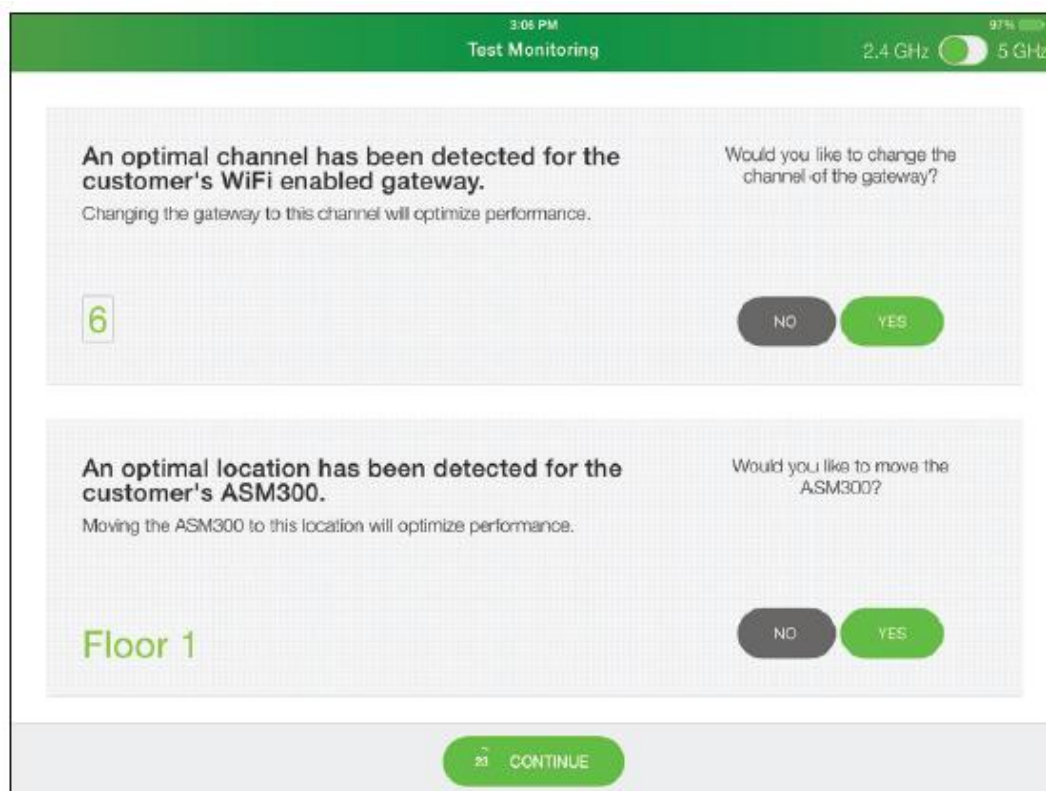 3:06 PM
97%
Test Monitoring
2.4 GHz
5 GHz
An optimal channel has been detected for the
customer's WiFi enabled gateway.
Changing the gateway to this channel will optimize performance.
Would you like to change the
channel of the gateway?
6
NO
YES
An optimal location has been detected for the
customer's ASM300.
Moving the ASM300 to this location will optimize performance.
Would you like to move the
ASM300?
Floor 1
NO
YES
23 CONTINUE